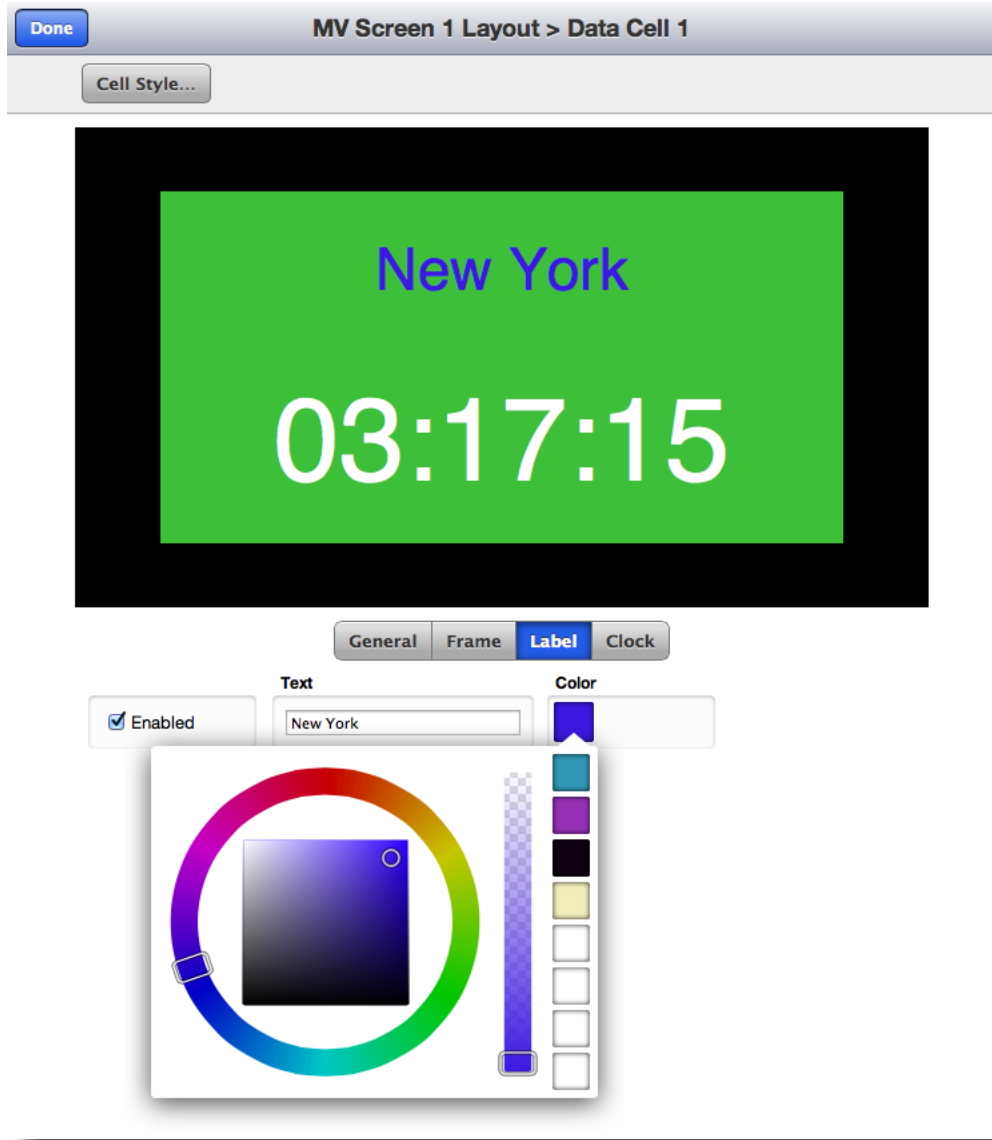 Done
MV Screen 1 Layout > Data Cell 1
Cell Style...
New York
03:17:15
General Frame Label Clock
Text Color
Enabled New York